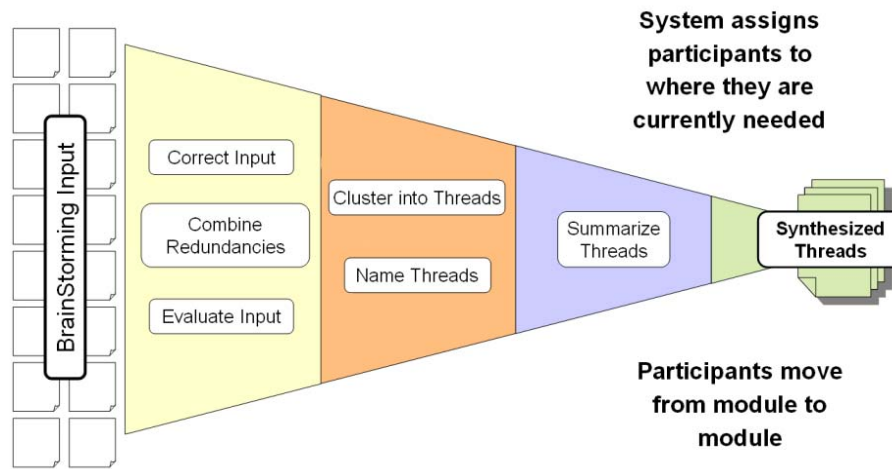 System assigns
participants to
where they are
currently needed
BrainStorming Input
Correct Input
Combine
Redundancies
Evaluate Input
Cluster into Threads
Name Threads
Summarize
Threads
Synthesized
Threads
Participants move
from module to
module